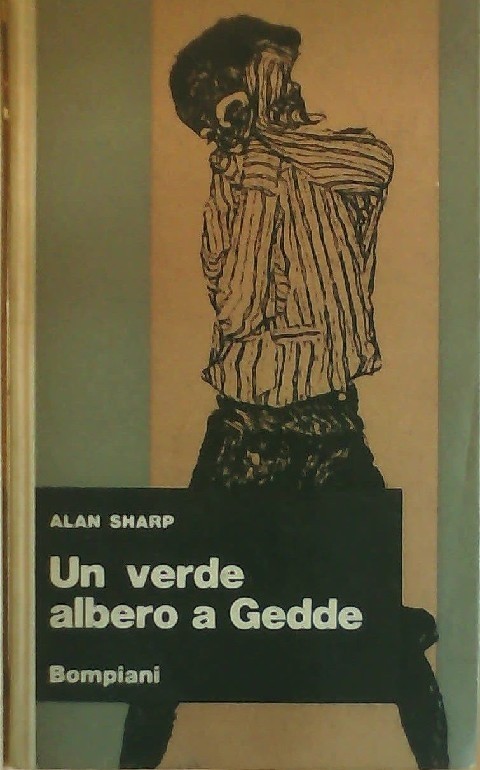 ALAN SHARP
Un verde
albero a Gedde
Bompiani